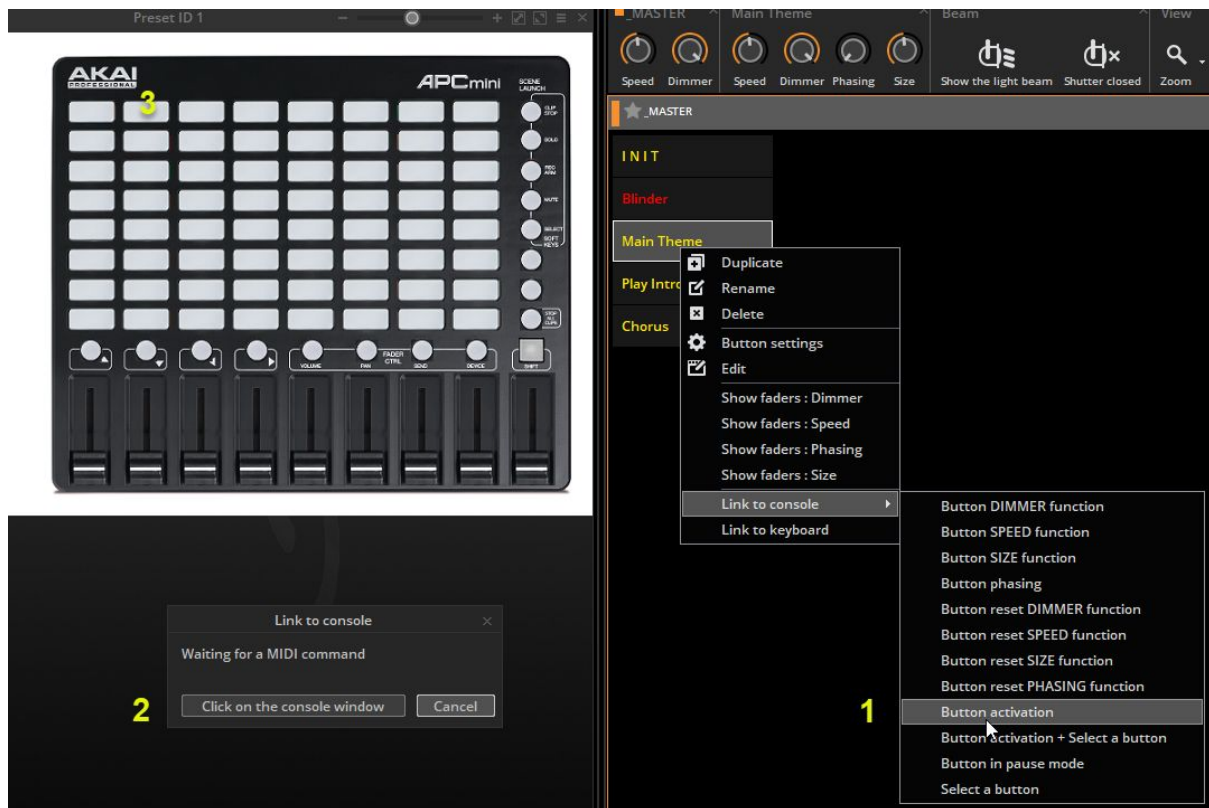 Preset ID 1
AKAI
PROFESSIONAL
3
APCmini
SCENE
LAUNCH
CLIP
STOP
SOLO
REC
ARM
MUTE
SELECT
SOFT
KEYS
STOP
ALL
CLIPS
VOLUME
PAN
FADER
CTRL
SEND
DEVICE
SHIFT
Link to console
Waiting for a MIDI command
2
Click on the console window
Cancel
_MASTER
Main Theme
Beam
View
Speed
Dimmer
Speed
Dimmer
Phasing
Size
Show the light beam
Shutter closed
Zoom
_MASTER
I N I T
Blinder
Main Theme
Play Intro
Chorus
Duplicate
Rename
Delete
Button settings
Edit
Show faders : Dimmer
Show faders : Speed
Show faders : Phasing
Show faders : Size
Link to console
Link to keyboard
Button DIMMER function
Button SPEED function
Button SIZE function
Button phasing
Button reset DIMMER function
Button reset SPEED function
Button reset SIZE function
Button reset PHASING function
1
Button activation
Button activation + Select a button
Button in pause mode
Select a button